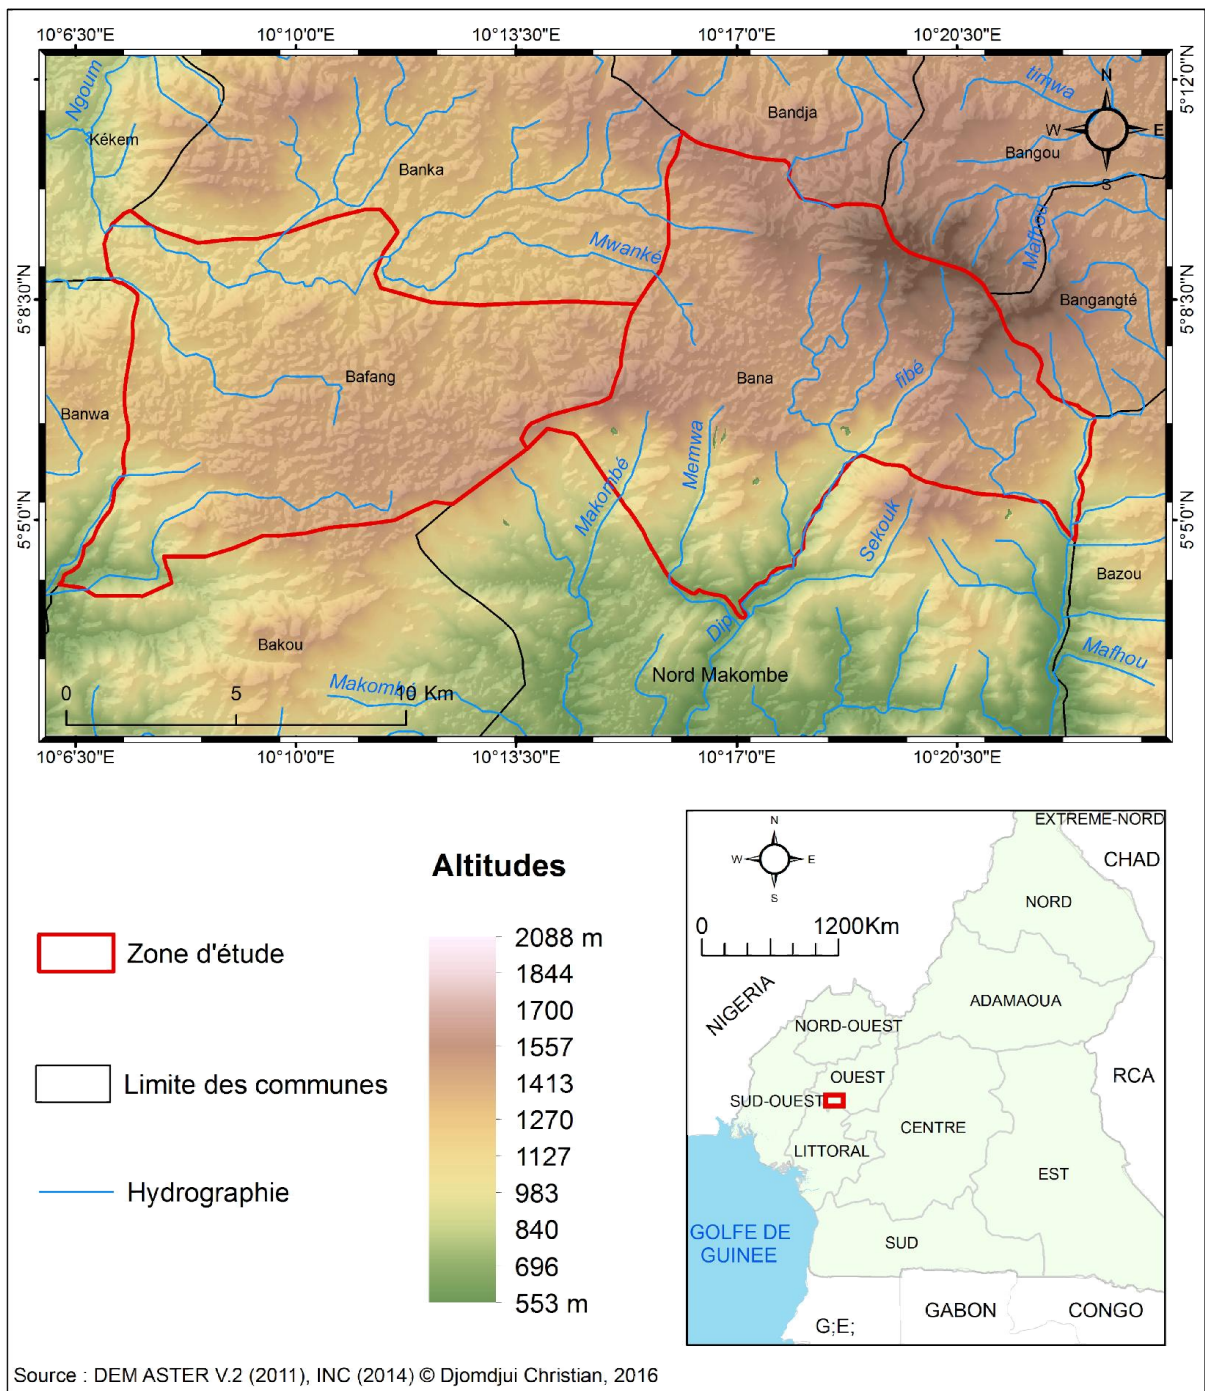 10°6'30"E 10°10'0"E 10°13'30"E 10°17'0"E 10°20'30"E
5°12'0"N
5°12'0"N
5°8'30"N
5°8'30"N
5°5'0"N
5°5'0"N
Ngoum
timwa
N
W E
S
Bandja
Kékem
Banka
Bangou
Mafhou
Mwanké
Bangangté
Bafang
Bana
fibé
Banwa
Memwa
Makombé
Sekouk
Bazou
Dip
Bakou
Mafhou
Nord Makombe
Makombé
0 5 10 Km
10°6'30"E 10°10'0"E 10°13'30"E 10°17'0"E 10°20'30"E
Altitudes
Zone d'étude
Limite des communes
Hydrographie
2088 m
1844
1700
1557
1413
1270
1127
983
840
696
553 m
EXTREME-NORD
CHAD
N
W E
S
NORD
0 1200Km
ADAMAOUA
NIGERIA
NORD-OUEST
OUEST
RCA
SUD-OUEST
CENTRE
LITTORAL
EST
GOLFE DE
GUINEE
SUD
GABON
CONGO
G;E;
Source : DEM ASTER V.2 (2011), INC (2014) © Djomdjui Christian, 2016